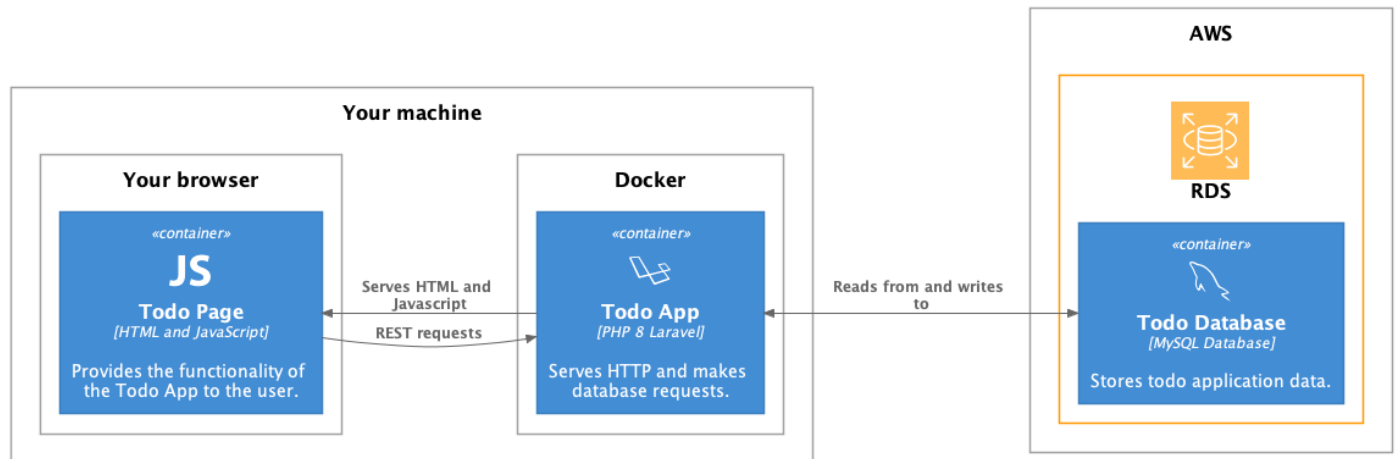 AWS
Your machine
RDS
Your browser
Docker
«container»
JS
Todo Page
[HTML and JavaScript]
Provides the functionality of
the Todo App to the user.
Serves HTML and
Javascript
REST requests
«container»
Todo App
[PHP 8 Laravel]
Serves HTTP and makes
database requests.
Reads from and writes
to
«container»
Todo Database
[MySQL Database]
Stores todo application data.